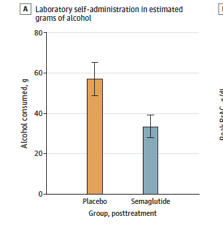 A Laboratory self-administration in estimated
grams of alcohol
80
60
40
20
0
Alcohol consumed, g
Placebo Semaglutide
Group, posttreatment